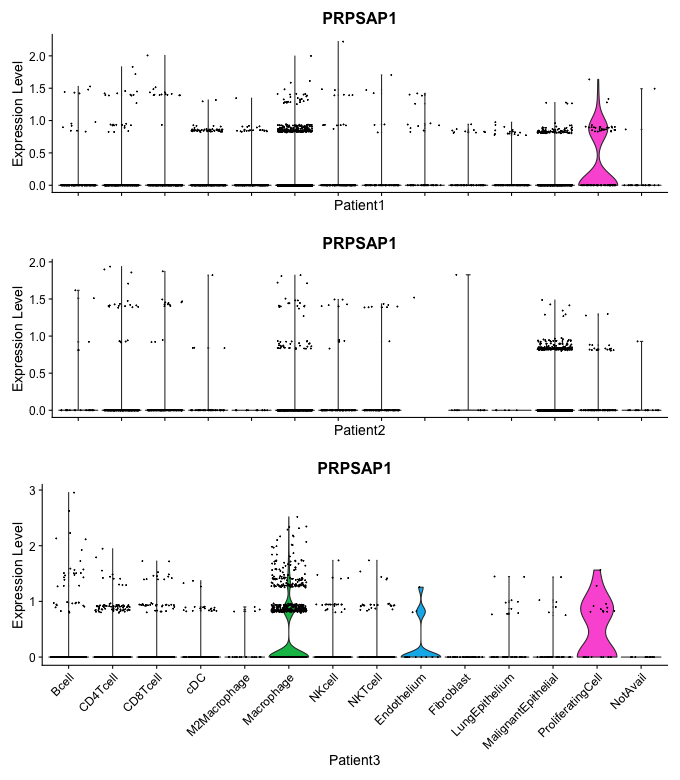 PRPSAP1
Expression Level
2.0
1.5
1.0
0.5
0.0
Patient1
PRPSAP1
Expression Level
2.0
1.5
1.0
0.5
0.0
Patient2
PRPSAP1
Expression Level
3
2
1
0
Bcell
CD4Tcell
CD8Tcell
cDC
M2Macrophage
Macrophage
NKcell
NKTcell
Endothelium
Fibroblast
LungEpithelium
MalignantEpithelial
ProliferatingCell
NotAvail
Patient3